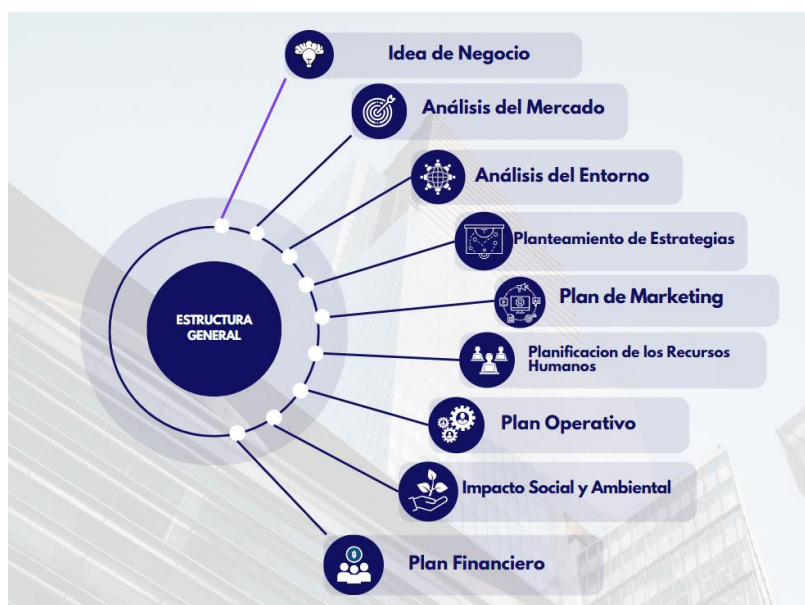 Idea de Negocio
Análisis del Mercado
Análisis del Entorno
Planteamiento de Estrategias
Plan de Marketing
ESTRUCTURA
GENERAL
Planificacion de los Recursos
Humanos
Plan Operativo
Impacto Social y Ambiental
Plan Financiero